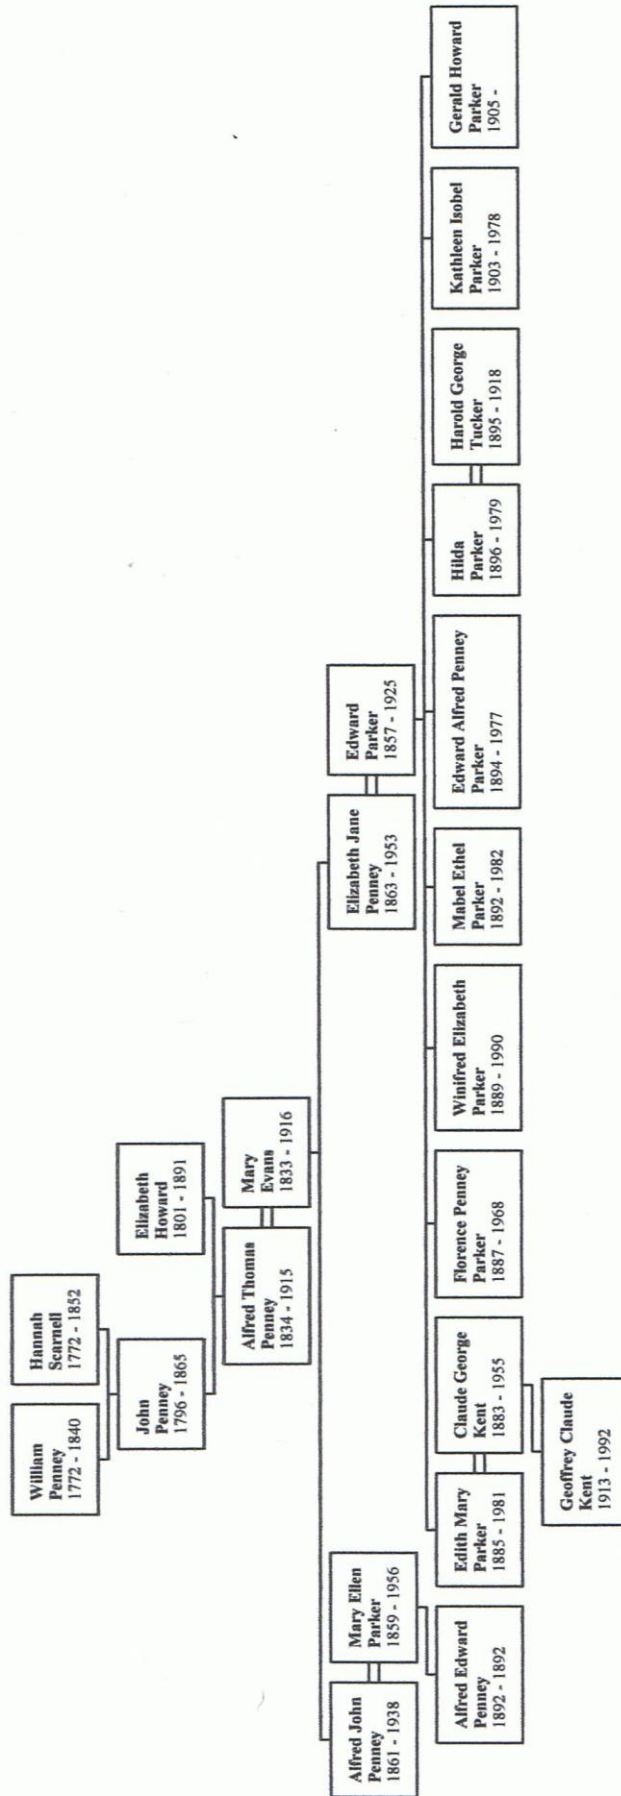 William
Penney
1772 - 1840
Hannah
Scarnell
1772 - 1852
John
Penney
1796 - 1865
Elizabeth
Howard
1801 - 1891
Alfred Thomas
Penney
1834 - 1915
Mary
Evans
1833 - 1916
Alfred John
Penney
1861 - 1938
Mary Ellen
Parker
1859 - 1956
Elizabeth Jane
Penney
1863 - 1953
Edward
Parker
1857 - 1925
Alfred Edward
Penney
1892 - 1892
Edith Mary
Parker
1885 - 1981
Claude George
Kent
1883 - 1955
Florence Penney
Parker
1887 - 1968
Winifred Elizabeth
Parker
1889 - 1990
Mabel Ethel
Parker
1892 - 1982
Edward Alfred Penney
Parker
1894 - 1977
Hilda
Parker
1896 - 1979
Harold George
Tucker
1895 - 1918
Kathleen Isobel
Parker
1903 - 1978
Gerald Howard
Parker
1905 -
Geoffrey Claude
Kent
1913 - 1992